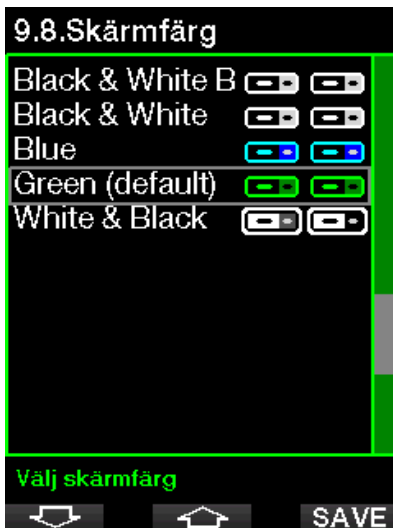 9.8.Skärmfärg
Black & White B
Black & White
Blue
Green (default)
White & Black
Välj skärmfärg
SAVE